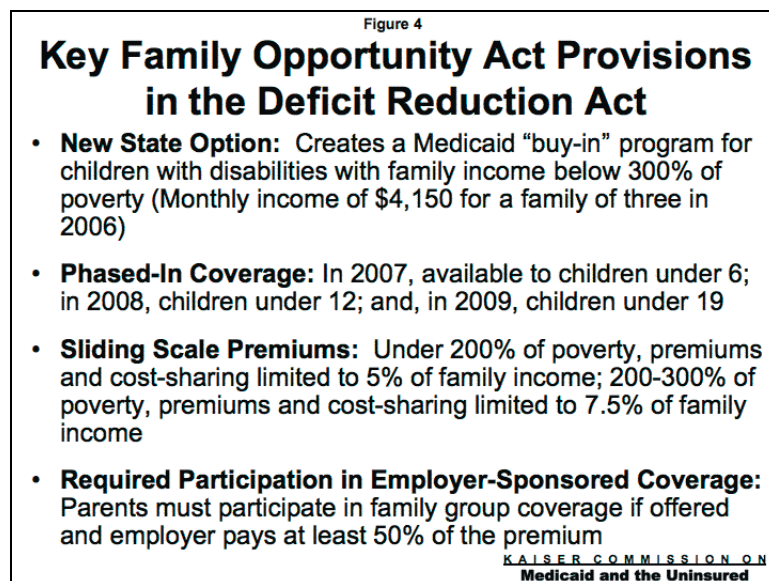 Figure 4
Key Family Opportunity Act Provisions
in the Deficit Reduction Act
• New State Option: Creates a Medicaid “buy-in” program for
children with disabilities with family income below 300% of
poverty (Monthly income of $4,150 for a family of three in
2006)
• Phased-In Coverage: In 2007, available to children under 6;
in 2008, children under 12; and, in 2009, children under 19
• Sliding Scale Premiums: Under 200% of poverty, premiums
and cost-sharing limited to 5% of family income; 200-300% of
poverty, premiums and cost-sharing limited to 7.5% of family
income
• Required Participation in Employer-Sponsored Coverage:
Parents must participate in family group coverage if offered
and employer pays at least 50% of the premium
KAISER COMMISSION ON
Medicaid and the Uninsured